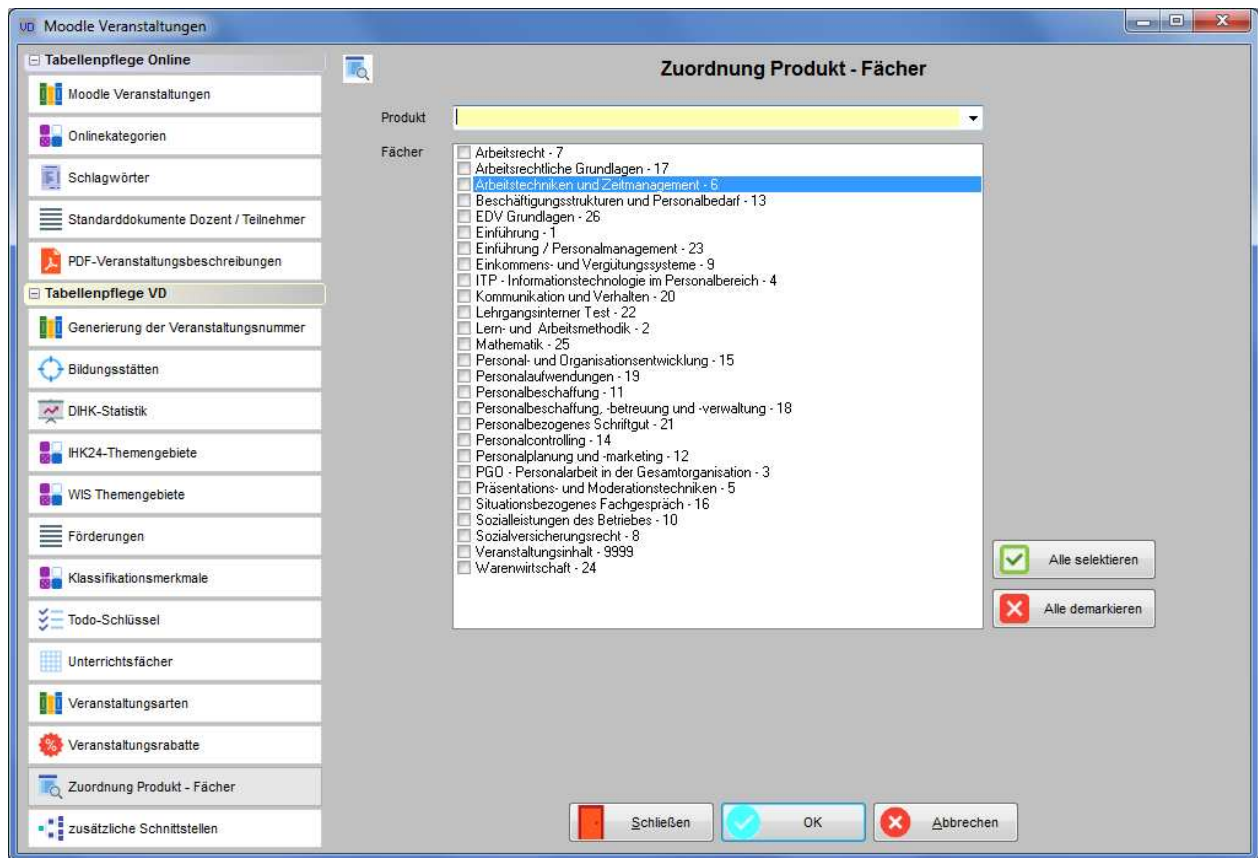 VD Moodle Veranstaltungen
Tabellenpflege Online
Moodle Veranstaltungen
Onlinekategorien
Schlagwörter
Standarddokumente Dozent / Teilnehmer
PDF-Veranstaltungsbeschreibungen
Tabellenpflege VD
Generierung der Veranstaltungsnummer
Bildungsstätten
DIHK-Statistik
IHK24-Themengebiete
WIS Themengebiete
Förderungen
Klassifikationsmerkmale
Todo-Schlüssel
Unterrichtsfächer
Veranstaltungsarten
Veranstaltungsrabatte
Zuordnung Produkt - Fächer
zusätzliche Schnittstellen
Zuordnung Produkt - Fächer
Produkt
Fächer
Arbeitsrecht - 7
Arbeitsrechtliche Grundlagen - 17
Arbeitstechniken und Zeitmanagement - 6
Beschäftigungsstrukturen und Personalbedarf - 13
EDV Grundlagen - 26
Einführung - 1
Einführung / Personalmanagement - 23
Einkommens- und Vergütungssysteme - 9
ITP - Informationstechnologie im Personalbereich - 4
Kommunikation und Verhalten - 20
Lehrgangsinterner Test - 22
Lern- und Arbeitsmethodik - 2
Mathematik - 25
Personal- und Organisationsentwicklung - 15
Personalaufwendungen - 19
Personalbeschaffung - 11
Personalbeschaffung, -betreuung und -verwaltung - 18
Personalbezogenes Schriftgut - 21
Personalcontrolling - 14
Personalplanung und -marketing - 12
PGO - Personalarbeit in der Gesamtorganisation - 3
Präsentations- und Moderationstechniken - 5
Situationsbezogenes Fachgespräch - 16
Sozialleistungen des Betriebes - 10
Sozialversicherungsrecht - 8
Veranstaltungsinhalt - 9999
Warenwirtschaft - 24
Alle selektieren
Alle demarkieren
Schließen
OK
Abbrechen